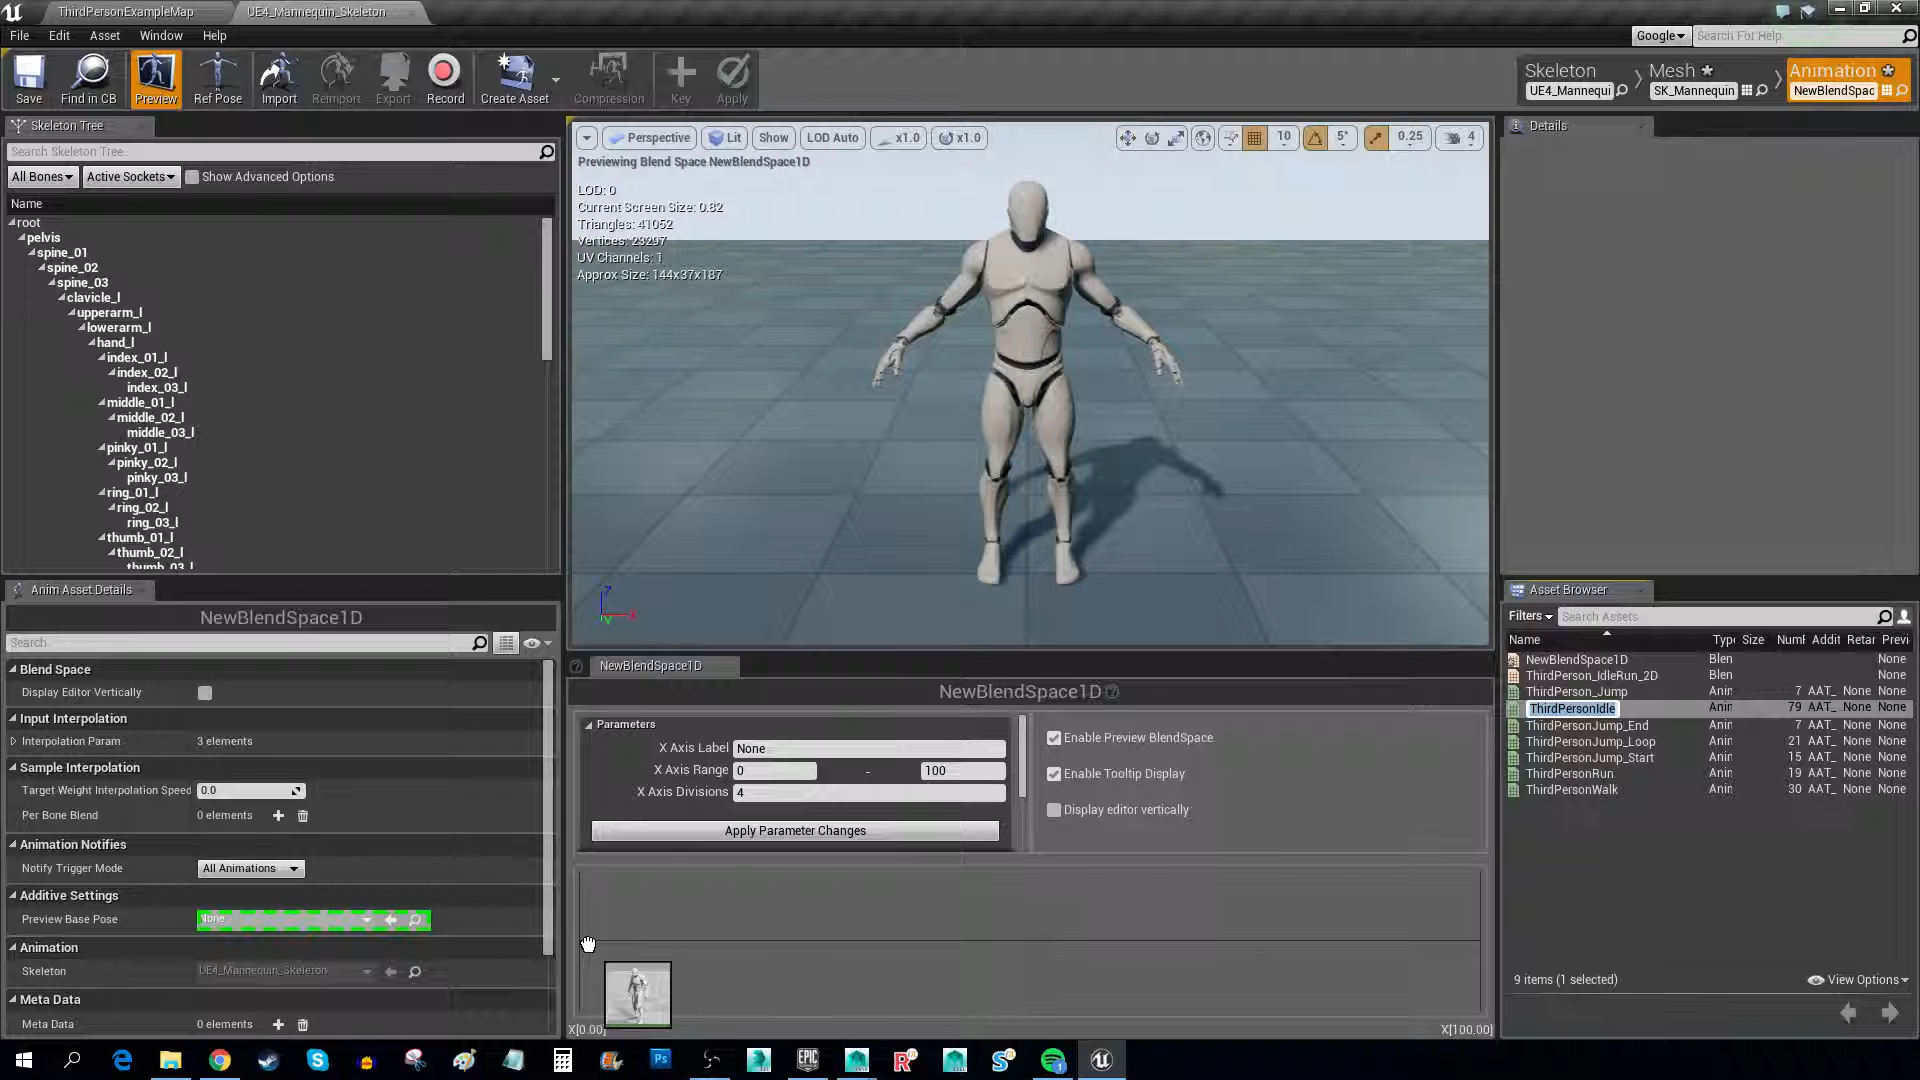 ThirdPersonExampleMap
UE4_Mannequin_Skeleton
File Edit Asset Window Help
Google
Search For Help
Save
Find in CB
Preview
Ref Pose
Import
Reimport
Export
Record
Create Asset
Compression
Key
Apply
Skeleton
UE4_Mannequi
Mesh
SK_Mannequin
Animation
NewBlendSpac
Skeleton Tree
Search Skeleton Tree..
All Bones
Active Sockets
Show Advanced Options
Name
root
pelvis
spine_01
spine_02
spine_03
clavicle_l
upperarm_l
lowerarm_l
hand_l
index_01_l
index_02_l
index_03_l
middle_01_l
middle_02_l
middle_03_l
pinky_01_l
pinky_02_l
pinky_03_l
ring_01_l
ring_02_l
ring_03_l
thumb_01_l
thumb_02_l
thumb_03_l
Perspective
Lit
Show
LOD Auto
x1.0
x1.0
10
5°
0.25
4
Previewing Blend Space NewBlendSpace1D
LOD: 0
Current Screen Size: 0.82
Triangles: 41052
Vertices: 23297
UV Channels: 1
Approx Size: 144x37x187
Z
X
Y
Details
Anim Asset Details
NewBlendSpace1D
Search
Blend Space
Display Editor Vertically
Input Interpolation
Interpolation Param 3 elements
Sample Interpolation
Target Weight Interpolation Speed 0.0
Per Bone Blend 0 elements
Animation Notifies
Notify Trigger Mode All Animations
Additive Settings
Preview Base Pose None
Animation
Skeleton UE4_Mannequin_Skeleton
Meta Data
Meta Data 0 elements
NewBlendSpace1D
NewBlendSpace1D
Parameters
X Axis Label None
X Axis Range 0 - 100
X Axis Divisions 4
Apply Parameter Changes
Enable Preview BlendSpace
Enable Tooltip Display
Display editor vertically
X[0.00]
X[100.00]
Asset Browser
Filters
Search Assets
Name Type Size Numf Addit Retar Previ
NewBlendSpace1D Blen None
ThirdPerson_IdleRun_2D Blen None
ThirdPerson_Jump Anin 7 AAT_ None None
ThirdPersonIdle Anin 79 AAT_ None None
ThirdPersonJump_End Anin 7 AAT_ None None
ThirdPersonJump_Loop Anin 21 AAT_ None None
ThirdPersonJump_Start Anin 15 AAT_ None None
ThirdPersonRun Anin 19 AAT_ None None
ThirdPersonWalk Anin 30 AAT_ None None
9 items (1 selected)
View Options
Ps
EPIC